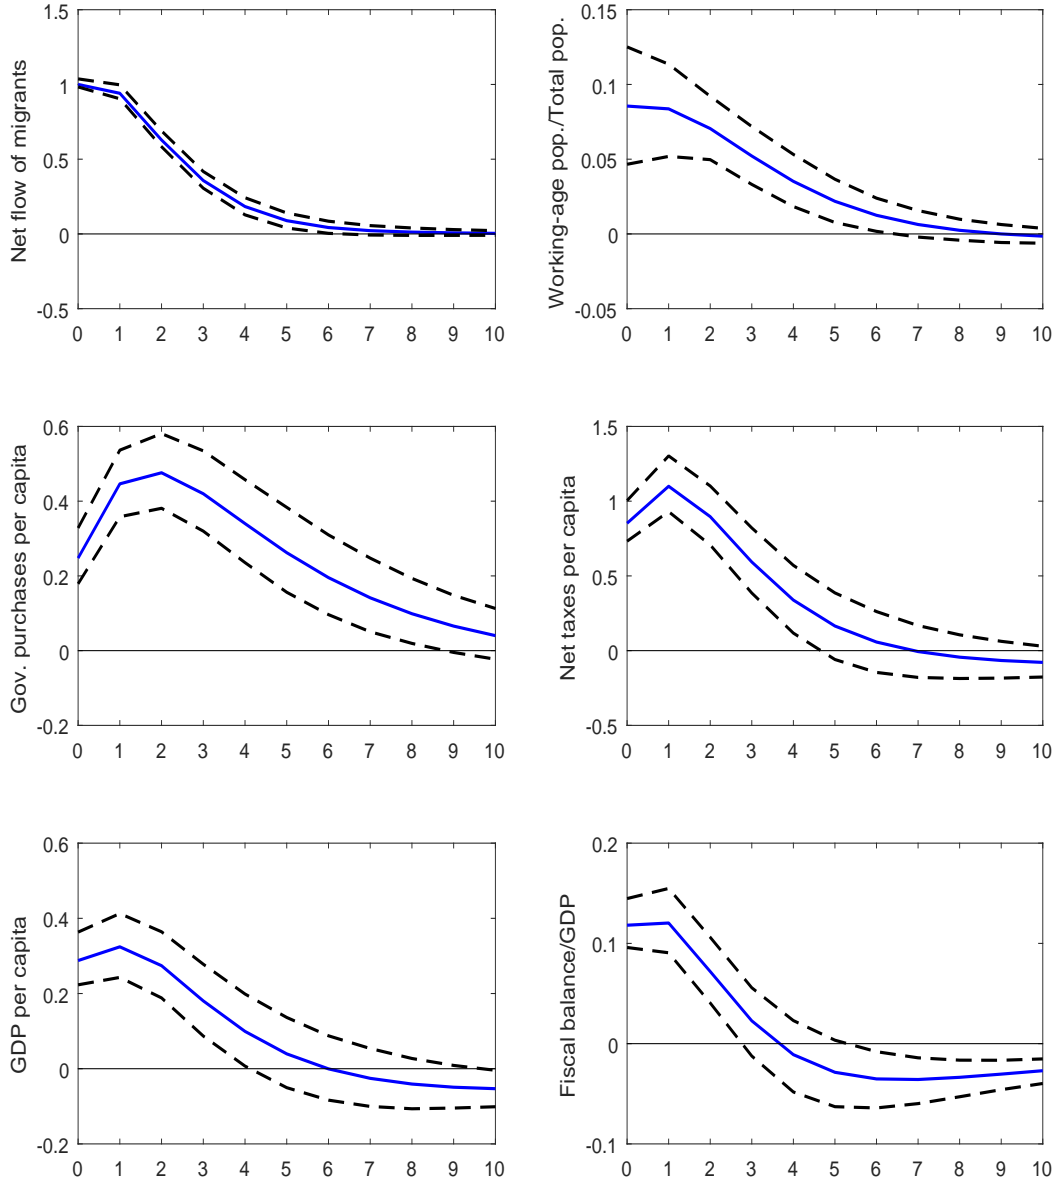 Net flow of migrants
1.5
1
0.5
0
-0.5
0 1 2 3 4 5 6 7 8 9 10
Working-age pop./Total pop.
0.15
0.1
0.05
0
-0.05
0 1 2 3 4 5 6 7 8 9 10
Gov. purchases per capita
0.6
0.4
0.2
0
-0.2
0 1 2 3 4 5 6 7 8 9 10
Net taxes per capita
1.5
1
0.5
0
-0.5
0 1 2 3 4 5 6 7 8 9 10
GDP per capita
0.6
0.4
0.2
0
-0.2
0 1 2 3 4 5 6 7 8 9 10
Fiscal balance/GDP
0.2
0.1
0
-0.1
0 1 2 3 4 5 6 7 8 9 10